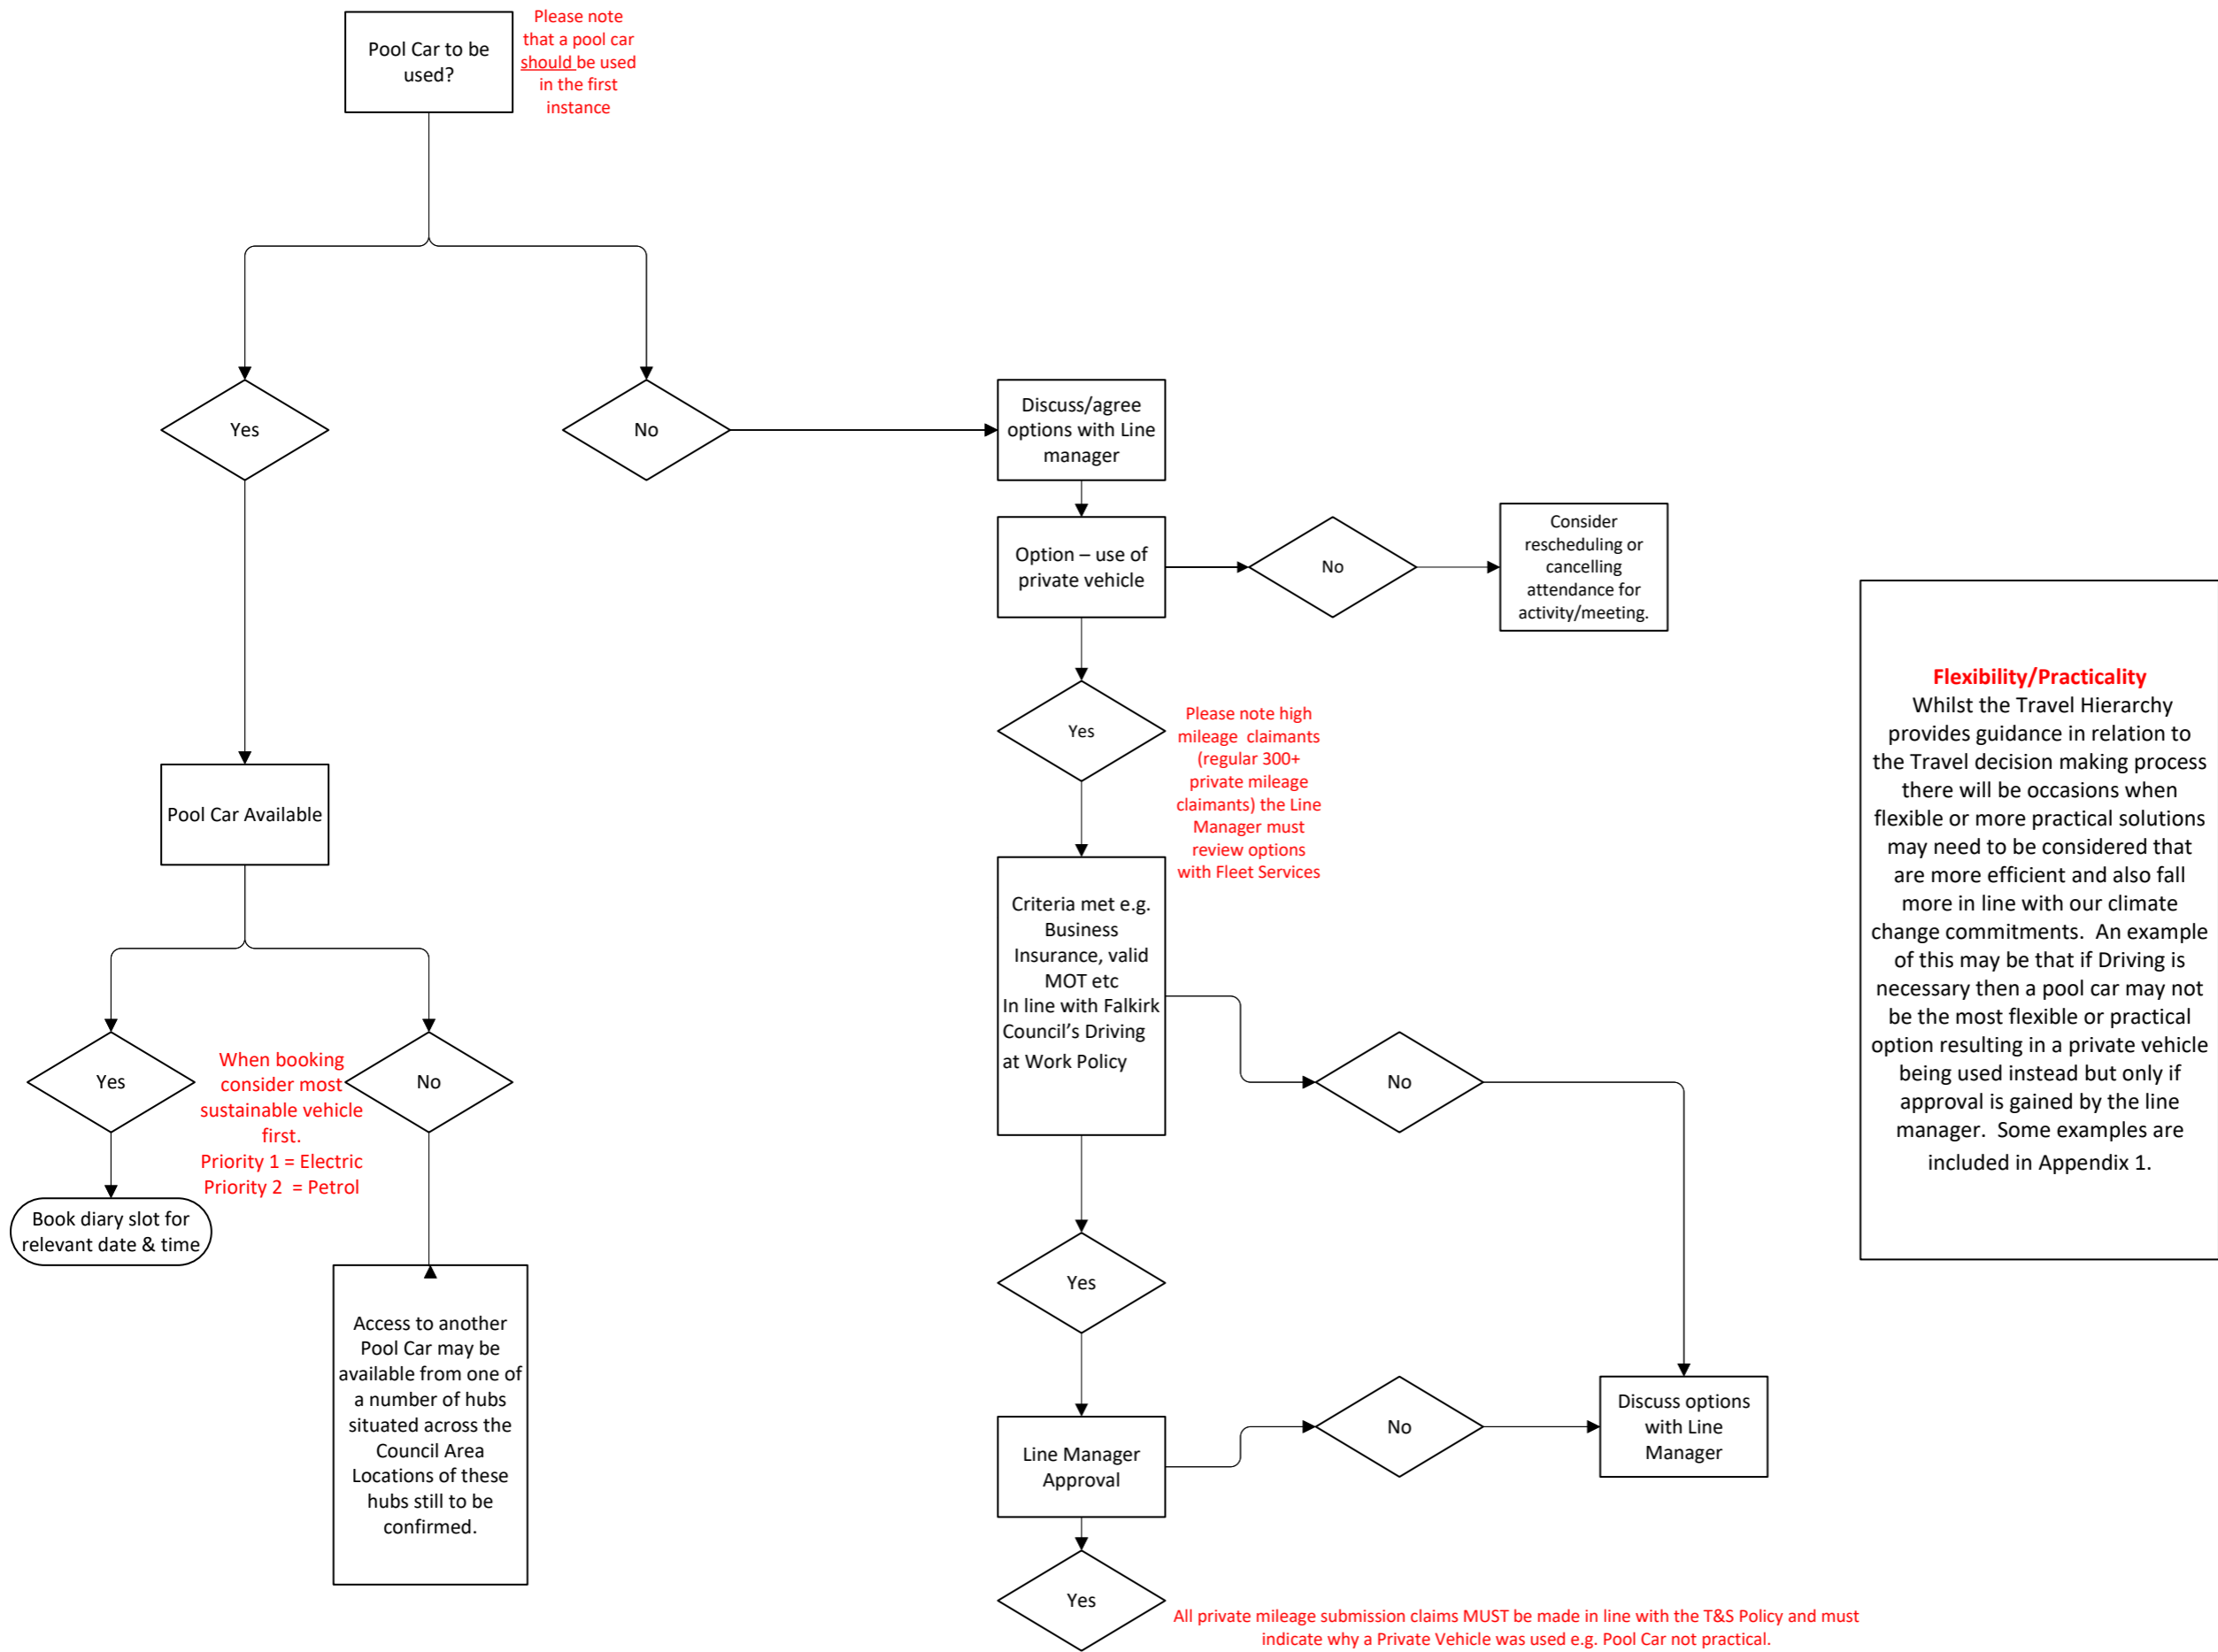 Pool Car to be
used?
Please note
that a pool car
should be used
in the first
instance
Yes
No
Discuss/agree
options with Line
manager
Option – use of
private vehicle
No
Consider
rescheduling or
cancelling
attendance for
activity/meeting.
Yes
Please note high
mileage claimants
(regular 300+
private mileage
claimants) the Line
Manager must
review options
with Fleet Services
Flexibility/Practicality
Whilst the Travel Hierarchy
provides guidance in relation to
the Travel decision making process
there will be occasions when
flexible or more practical solutions
may need to be considered that
are more efficient and also fall
more in line with our climate
change commitments. An example
of this may be that if Driving is
necessary then a pool car may not
be the most flexible or practical
option resulting in a private vehicle
being used instead but only if
approval is gained by the line
manager. Some examples are
included in Appendix 1.
Pool Car Available
Criteria met e.g.
Business
Insurance, valid
MOT etc
In line with Falkirk
Council’s Driving
at Work Policy
Yes
When booking
consider most
sustainable vehicle
first.
Priority 1 = Electric
Priority 2 = Petrol
No
No
Book diary slot for
relevant date & time
Access to another
Pool Car may be
available from one of
a number of hubs
situated across the
Council Area
Locations of these
hubs still to be
confirmed.
Yes
Line Manager
Approval
No
Discuss options
with Line
Manager
Yes
All private mileage submission claims MUST be made in line with the T&S Policy and must
indicate why a Private Vehicle was used e.g. Pool Car not practical.